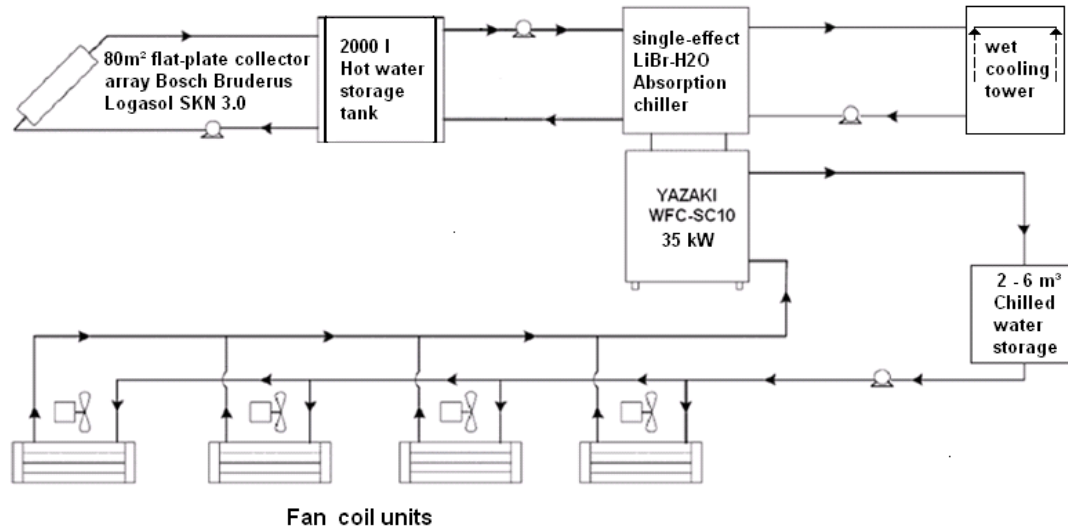 80m² flat-plate collector
array Bosch Bruderus
Logasol SKN 3.0
2000 l
Hot water
storage
tank
single-effect
LiBr-H2O
Absorption
chiller
wet
cooling
tower
YAZAKI
WFC-SC10
35 kW
2 - 6 m³
Chilled
water
storage
Fan coil units